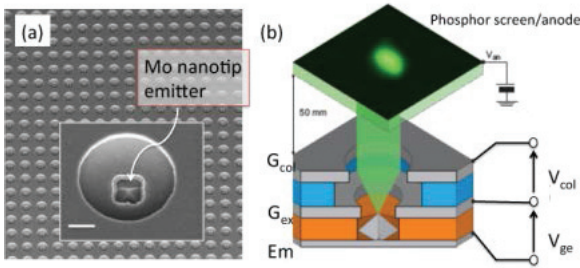 (a)
Mo nanotip
emitter
(b)
Phosphor screen/anode
Van
50 mm
Gcol
Gex
Em
Vcol
Vge